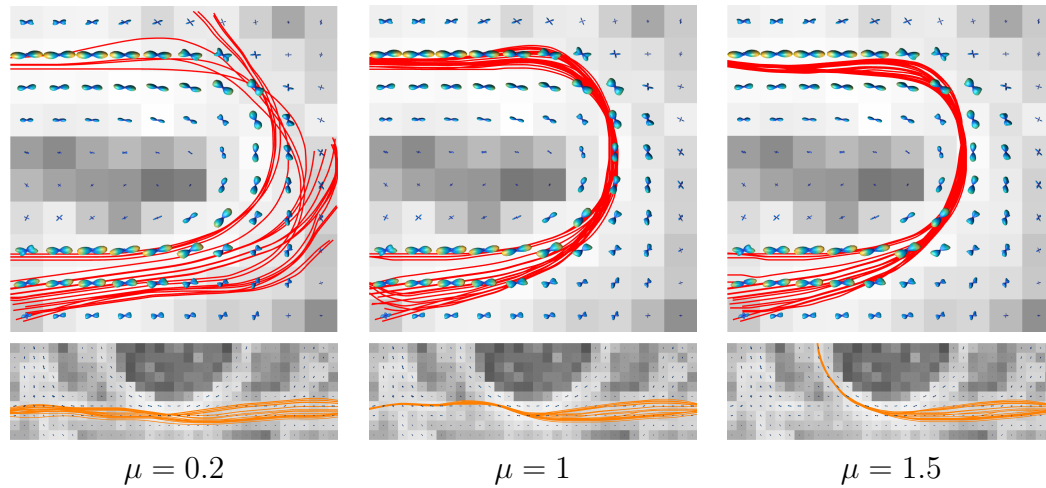 μ = 0.2 μ = 1 μ = 1.5